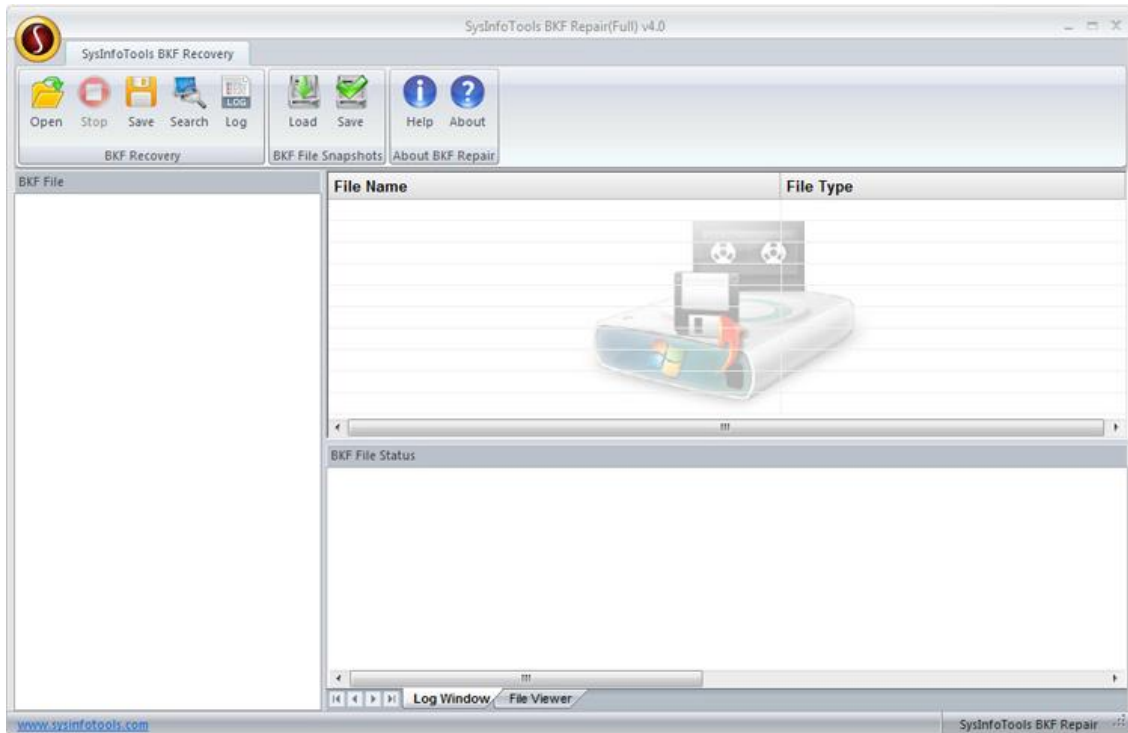 SysInfoTools BKF Repair(Full) v4.0
SysInfoTools BKF Recovery
Open Stop Save Search Log Load Save Help About
BKF Recovery BKF File Snapshots About BKF Repair
BKF File
File Name File Type
BKF File Status
Log Window File Viewer
www.sysinfotools.com SysInfoTools BKF Repair